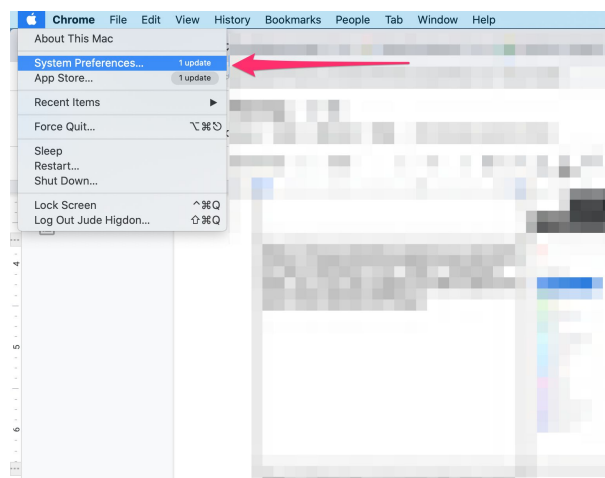 Chrome File Edit View History Bookmarks People Tab Window Help
About This Mac
System Preferences... 1 update
App Store... 1 update
Recent Items ▶
Force Quit... ⌥⌘⎋
Sleep
Restart...
Shut Down...
Lock Screen ^⌘Q
Log Out Jude Higdon... ⇧⌘Q
4
5
6